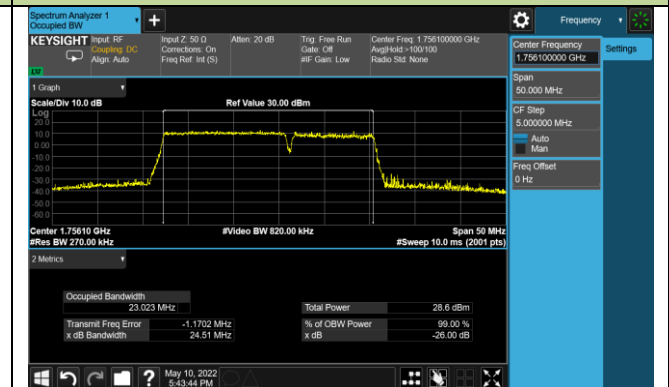 Spectrum Analyzer 1
Occupied BW
Frequency
KEYSIGHT
Input: RF
Coupling: DC
Align: Auto
Input Z: 50 Ω
Corrections: On
Freq Ref: Int (S)
Atten: 20 dB
Trig: Free Run
Gate: Off
#IF Gain: Low
Center Freq: 1.756100000 GHz
Avg|Hold:>100/100
Radio Std: None
Center Frequency
1.756100000 GHz
Settings
Span
50.000 MHz
CF Step
5.000000 MHz
Auto
Man
Freq Offset
0 Hz
1 Graph
Scale/Div 10.0 dB
Ref Value 30.00 dBm
Log
20.0
10.0
0.00
-10.0
-20.0
-30.0
-40.0
-50.0
-60.0
Center 1.75610 GHz
#Video BW 820.00 kHz
Span 50 MHz
#Res BW 270.00 kHz
#Sweep 10.0 ms (2001 pts)
2 Metrics
Occupied Bandwidth
23.023 MHz
Total Power
28.6 dBm
Transmit Freq Error
-1.1702 MHz
% of OBW Power
99.00 %
x dB Bandwidth
24.51 MHz
x dB
-26.00 dB
?
May 10, 2022
5:43:44 PM